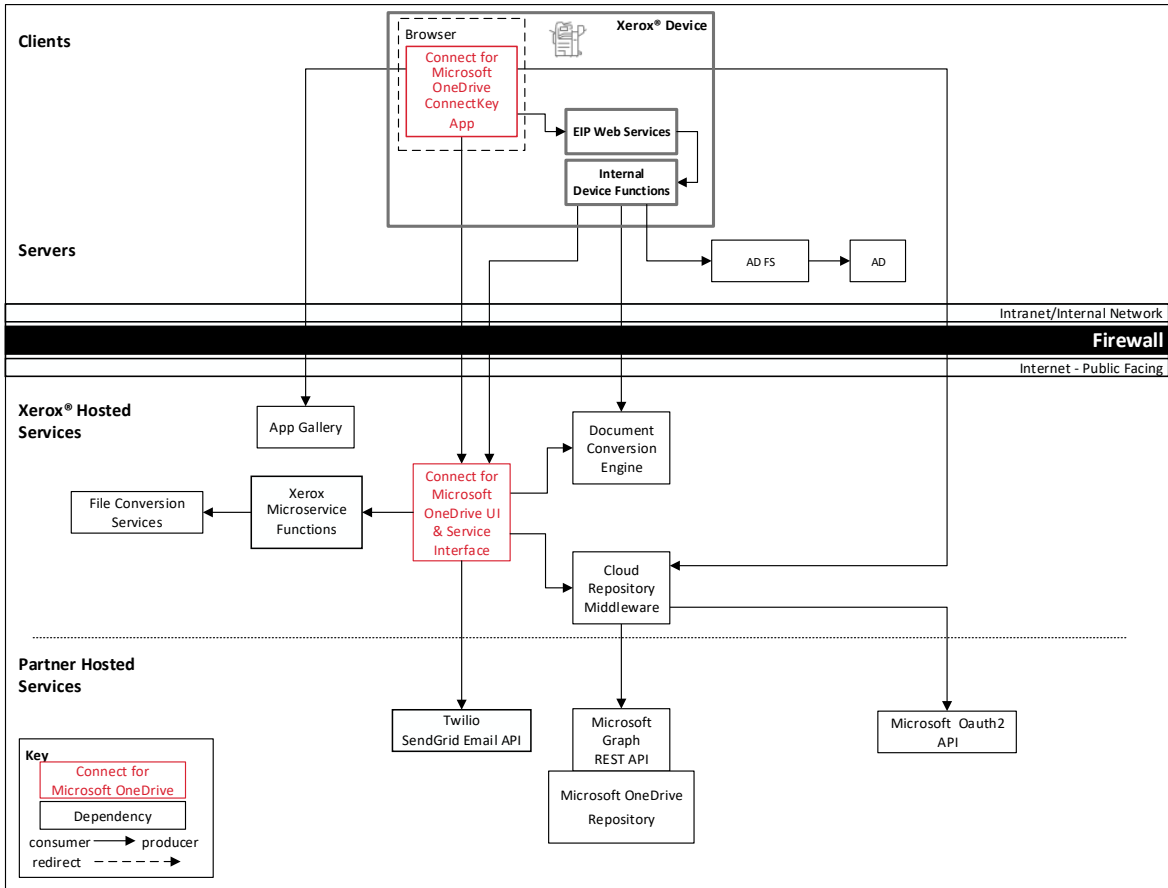 Clients
Xerox® Device
Browser
Connect for
Microsoft
OneDrive
ConnectKey
App
EIP Web Services
Internal
Device Functions
Servers
AD FS
AD
Intranet/Internal Network
Firewall
Internet - Public Facing
Xerox® Hosted
Services
App Gallery
Document
Conversion
Engine
File Conversion
Services
Xerox
Microservice
Functions
Connect for
Microsoft
OneDrive UI
& Service
Interface
Cloud
Repository
Middleware
Partner Hosted
Services
Twilio
SendGrid Email API
Microsoft
Graph
REST API
Microsoft OneDrive
Repository
Microsoft Oauth2
API
Key
Connect for
Microsoft OneDrive
Dependency
consumer producer
redirect